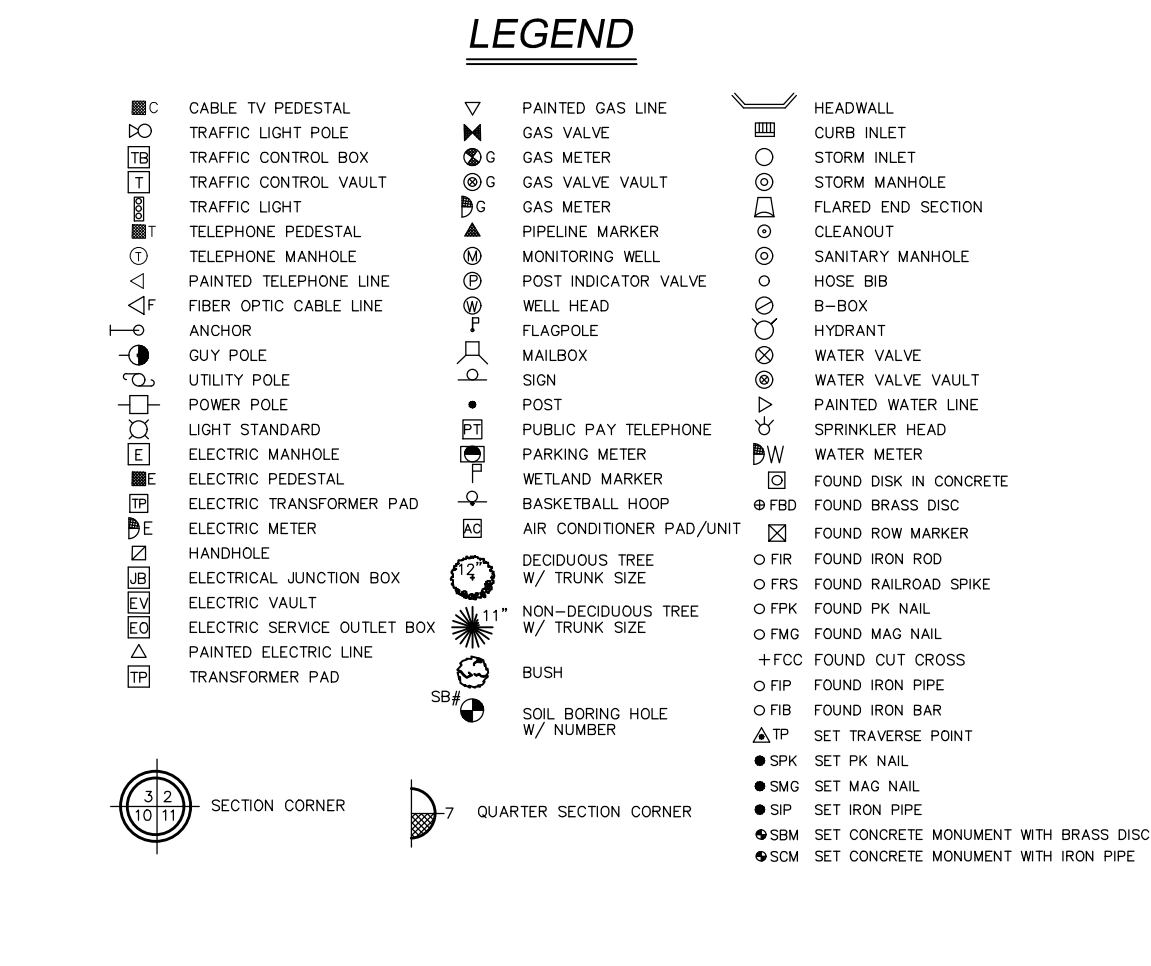 LEGEND
C CABLE TV PEDESTAL
TRAFFIC LIGHT POLE
TB TRAFFIC CONTROL BOX
T TRAFFIC CONTROL VAULT
TRAFFIC LIGHT
T TELEPHONE PEDESTAL
T TELEPHONE MANHOLE
PAINTED TELEPHONE LINE
F FIBER OPTIC CABLE LINE
ANCHOR
GUY POLE
UTILITY POLE
POWER POLE
LIGHT STANDARD
E ELECTRIC MANHOLE
E ELECTRIC PEDESTAL
TP ELECTRIC TRANSFORMER PAD
E ELECTRIC METER
HANDHOLE
JB ELECTRICAL JUNCTION BOX
EV ELECTRIC VAULT
EO ELECTRIC SERVICE OUTLET BOX
PAINTED ELECTRIC LINE
TP TRANSFORMER PAD
PAINTED GAS LINE
GAS VALVE
G GAS METER
G GAS VALVE VAULT
G GAS METER
PIPELINE MARKER
M MONITORING WELL
P POST INDICATOR VALVE
W WELL HEAD
FLAGPOLE
MAILBOX
SIGN
POST
PT PUBLIC PAY TELEPHONE
PARKING METER
WETLAND MARKER
BASKETBALL HOOP
AC AIR CONDITIONER PAD/UNIT
12" DECIDUOUS TREE
W/ TRUNK SIZE
11" NON-DECIDUOUS TREE
W/ TRUNK SIZE
BUSH
SB# SOIL BORING HOLE
W/ NUMBER
HEADWALL
CURB INLET
STORM INLET
STORM MANHOLE
FLARED END SECTION
CLEANOUT
SANITARY MANHOLE
HOSE BIB
B-BOX
HYDRANT
WATER VALVE
WATER VALVE VAULT
PAINTED WATER LINE
SPRINKLER HEAD
W WATER METER
FOUND DISK IN CONCRETE
FBD FOUND BRASS DISC
FOUND ROW MARKER
FIR FOUND IRON ROD
FRS FOUND RAILROAD SPIKE
FPK FOUND PK NAIL
FMG FOUND MAG NAIL
FCC FOUND CUT CROSS
FIP FOUND IRON PIPE
FIB FOUND IRON BAR
TP SET TRAVERSE POINT
SPK SET PK NAIL
SMG SET MAG NAIL
SIP SET IRON PIPE
SBM SET CONCRETE MONUMENT WITH BRASS DISC
SCM SET CONCRETE MONUMENT WITH IRON PIPE
3 2
10 11
SECTION CORNER
7 QUARTER SECTION CORNER